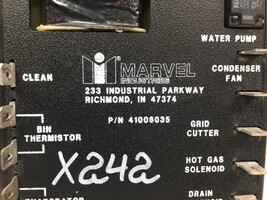 WATER PUMP
MARVEL
INDUSTRIES
CLEAN
CONDENSER
FAN
233 INDUSTRIAL PARKWAY
RICHMOND, IN 47374
P/N 41006035
BIN
THERMISTOR
GRID
CUTTER
X242
HOT GAS
SOLENOID
EVAPORATOR
DRAIN